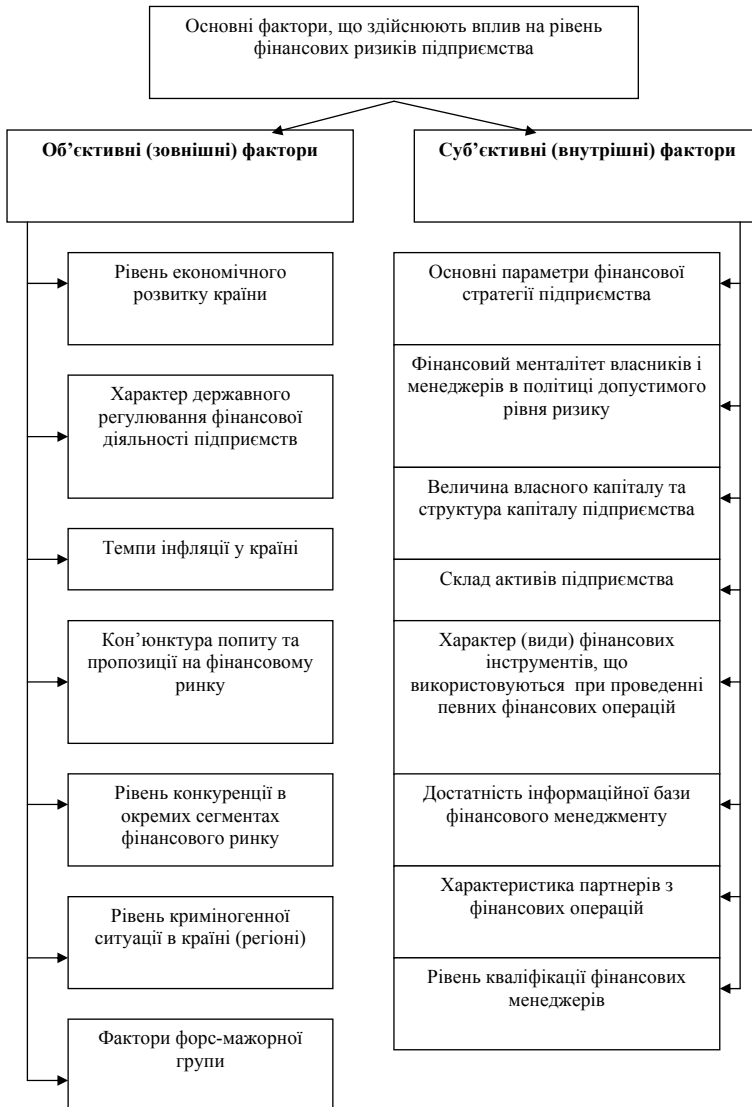 Основні фактори, що здійснюють вплив на рівень
фінансових ризиків підприємства
Об’єктивні (зовнішні) фактори
Рівень економічного
розвитку країни
Характер державного
регулювання фінансової
діяльності підприємств
Темпи інфляції у країні
Кон’юнктура попиту та
пропозиції на фінансовому
ринку
Рівень конкуренції в
окремих сегментах
фінансового ринку
Рівень криміногенної
ситуації в країні (регіоні)
Фактори форс-мажорної
групи
Суб’єктивні (внутрішні) фактори
Основні параметри фінансової
стратегії підприємства
Фінансовий менталітет власників і
менеджерів в політиці допустимого
рівня ризику
Величина власного капіталу та
структура капіталу підприємства
Склад активів підприємства
Характер (види) фінансових
інструментів, що
використовуються при проведенні
певних фінансових операцій
Достатність інформаційної бази
фінансового менеджменту
Характеристика партнерів з
фінансових операцій
Рівень кваліфікації фінансових
менеджерів